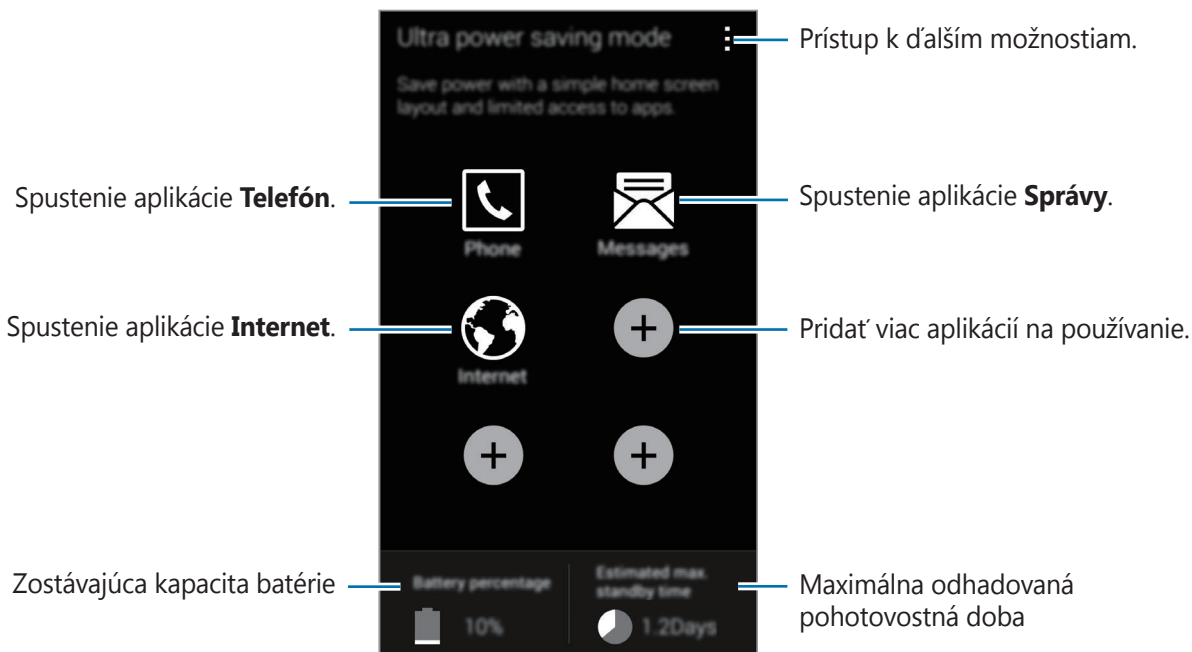 Ultra power saving mode
Prístup k ďalším možnostiam.
Save power with a simple home screen
layout and limited access to apps.
Spustenie aplikácie Telefón.
Phone
Messages
Spustenie aplikácie Správy.
Spustenie aplikácie Internet.
Internet
Pridať viac aplikácií na používanie.
Zostávajúca kapacita batérie
Battery percentage
10%
Estimated max.
standby time
1.2Days
Maximálna odhadovaná
pohotovostná doba